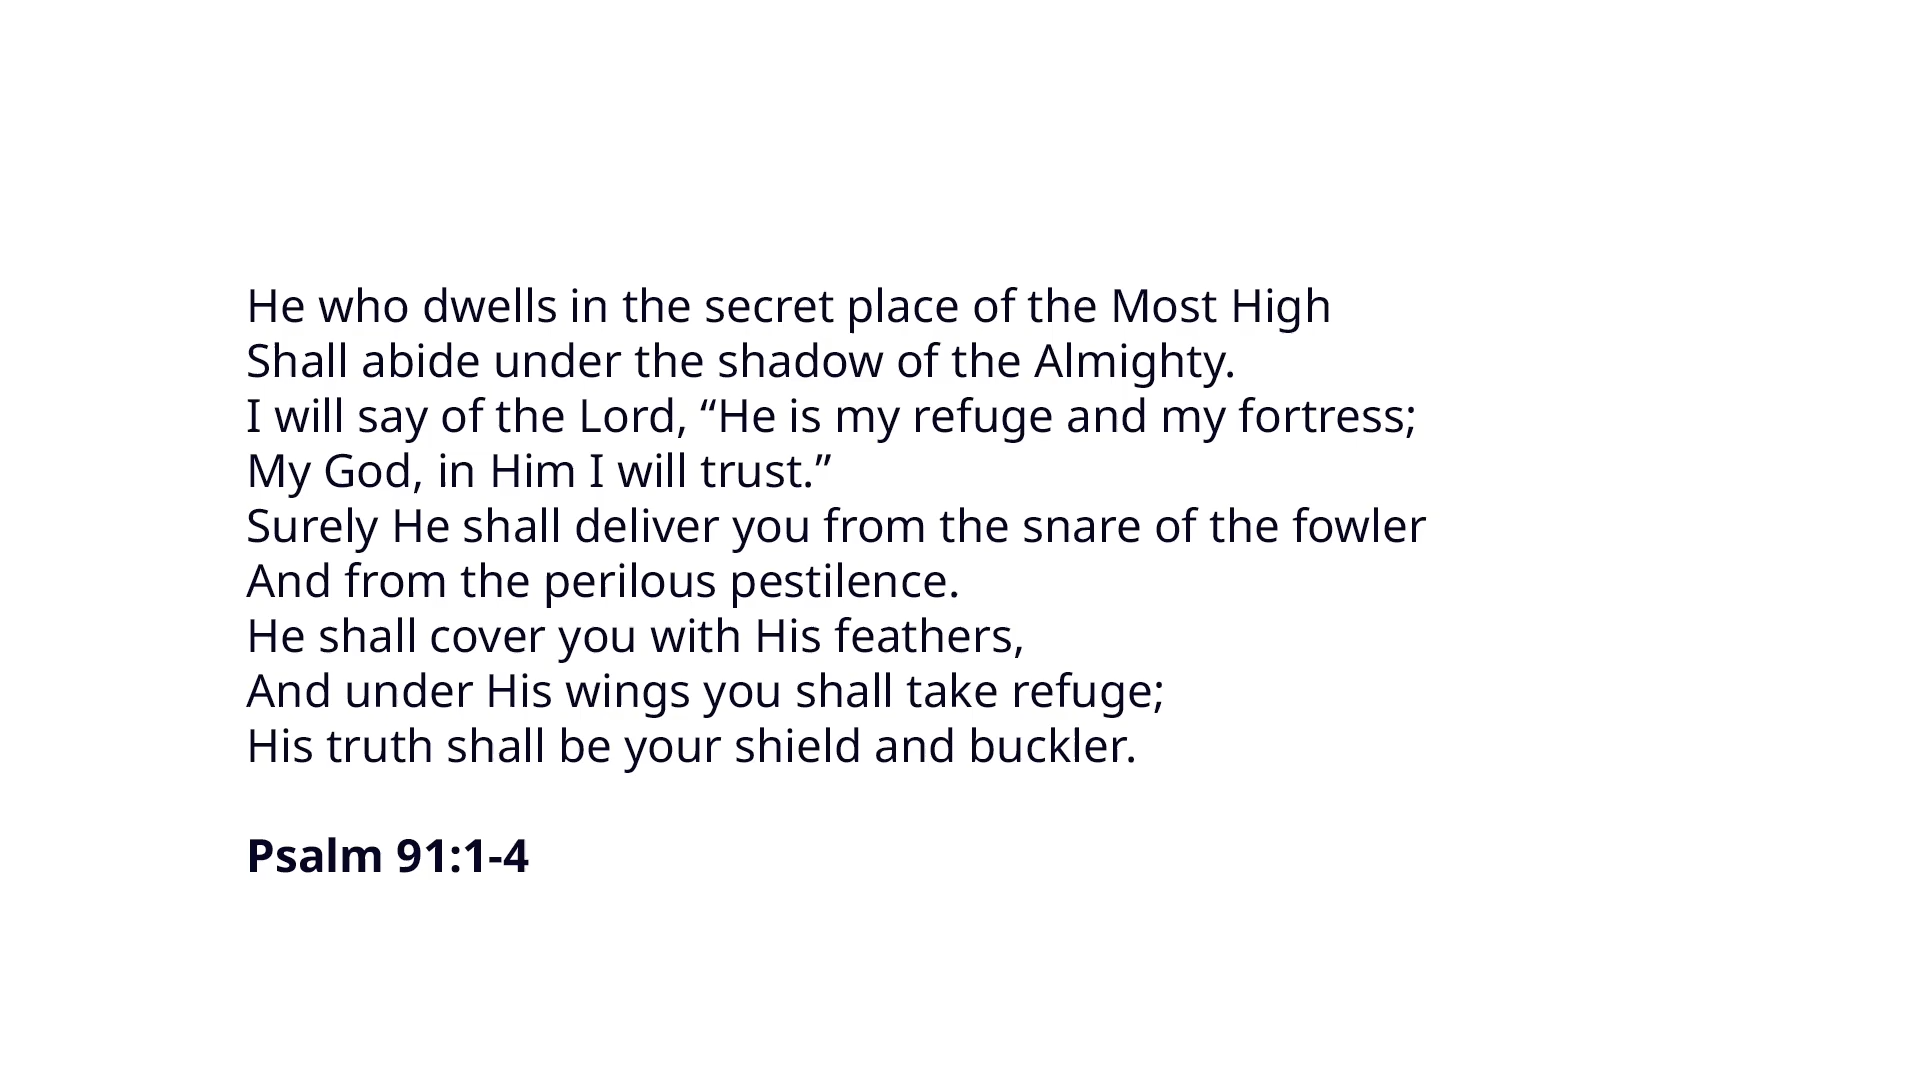 He who dwells in the secret place of the Most High
Shall abide under the shadow of the Almighty.
I will say of the Lord, “He is my refuge and my fortress;
My God, in Him I will trust.”
Surely He shall deliver you from the snare of the fowler
And from the perilous pestilence.
He shall cover you with His feathers,
And under His wings you shall take refuge;
His truth shall be your shield and buckler.
Psalm 91:1-4